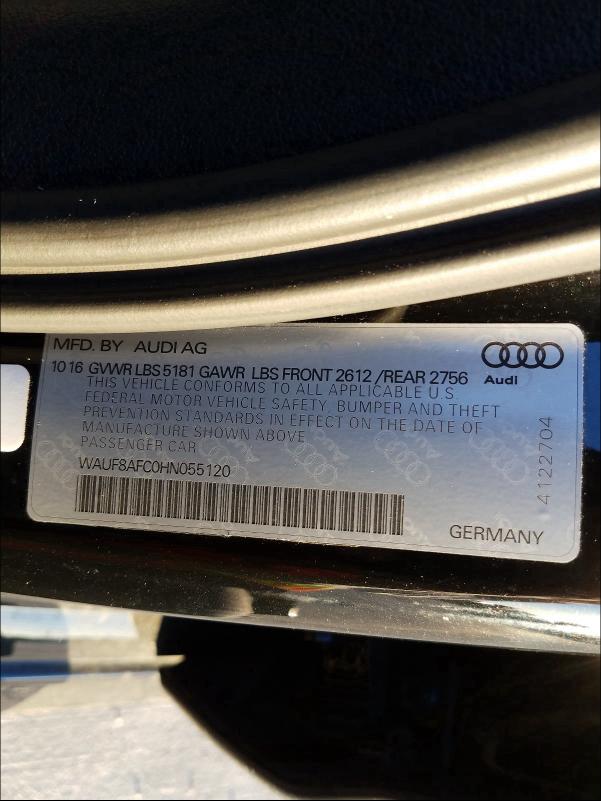 MFD. BY AUDI AG
10 16 GVWR LBS 5181 GAWR LBS FRONT 2612 / REAR 2756
Audi
THIS VEHICLE CONFORMS TO ALL APPLICABLE U.S.
FEDERAL MOTOR VEHICLE SAFETY, BUMPER AND THEFT
PREVENTION STANDARDS IN EFFECT ON THE DATE OF
MANUFACTURE SHOWN ABOVE
PASSENGER CAR
WAUF8AFC0HN055120
4122704
GERMANY